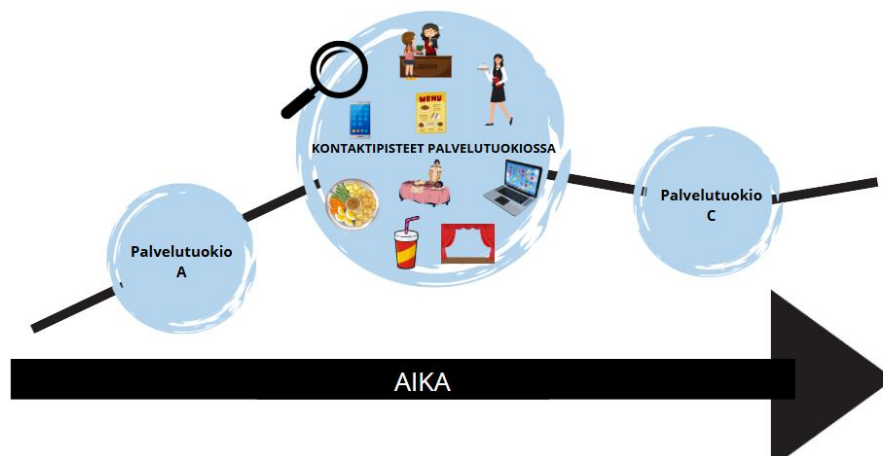 MENU
KONTAKTIPISTEET PALVELUTUOKIOSSA
Palvelutuokio
A
Palvelutuokio
C
AIKA